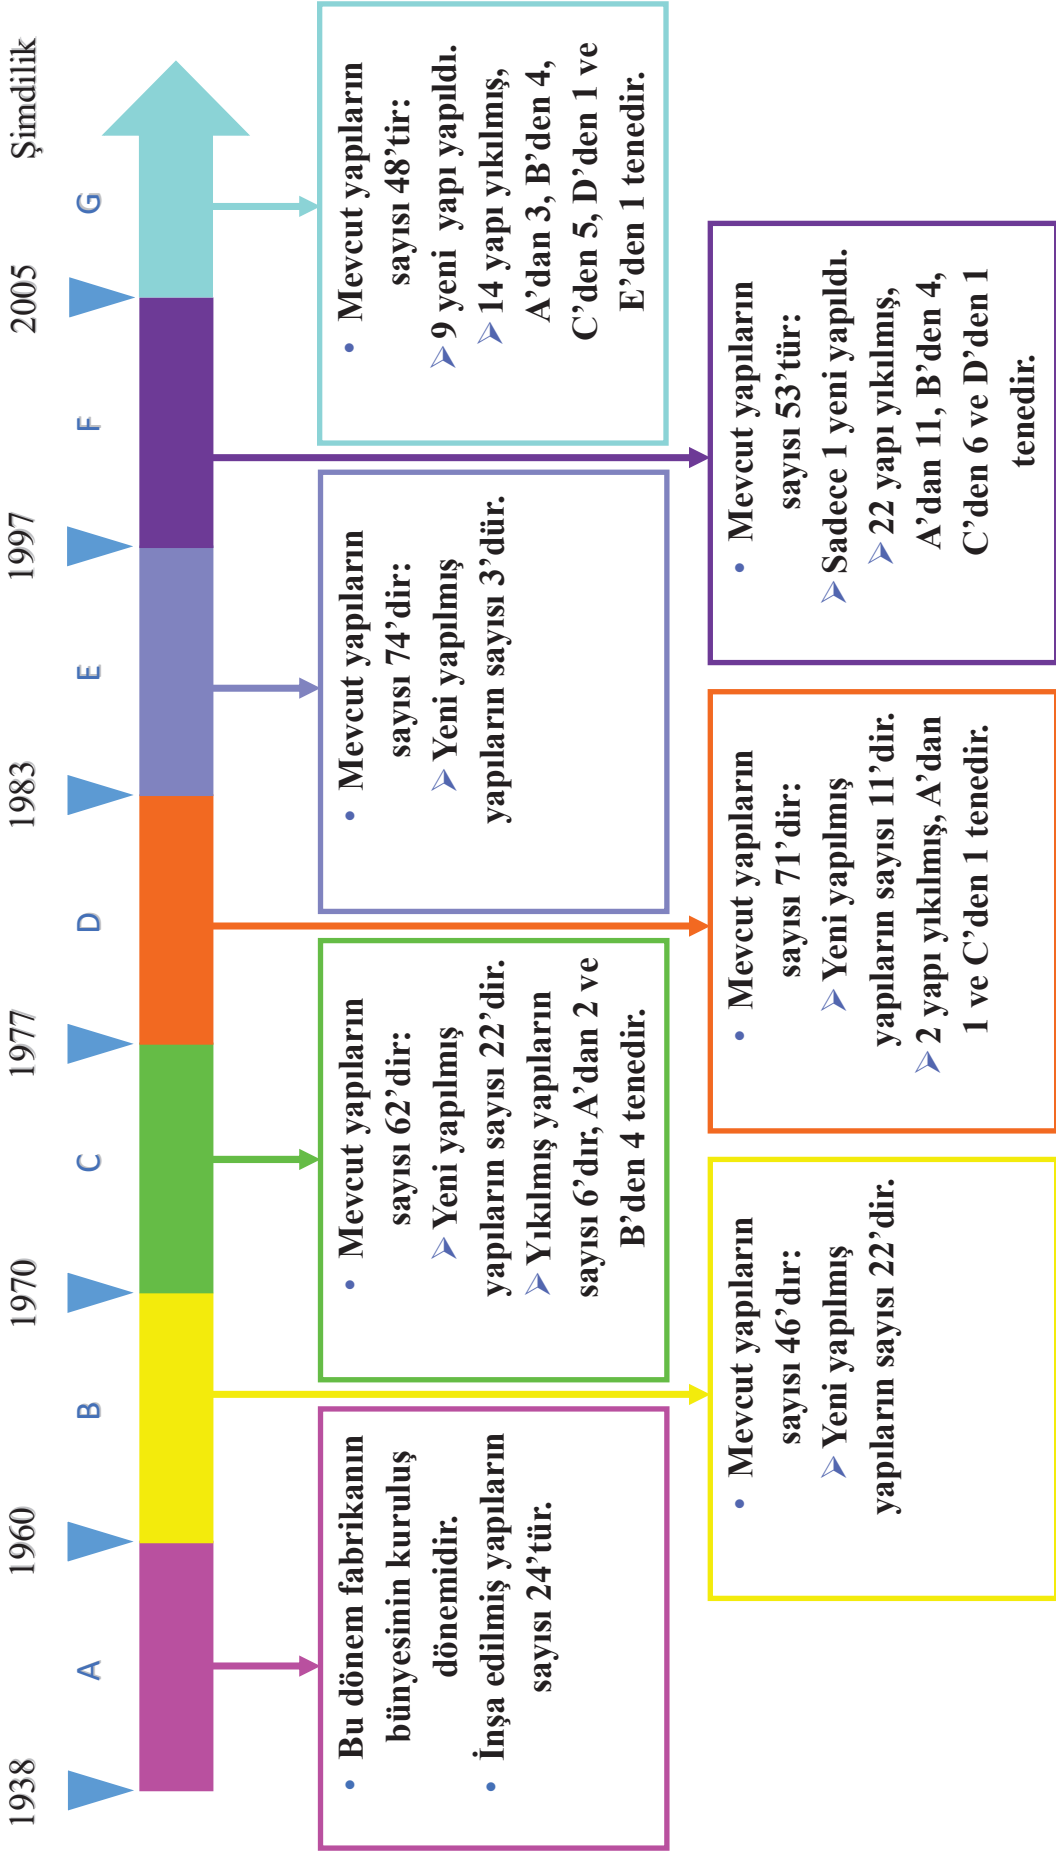 1938
1960
1970
1977
1983
1997
2005
Şimdilik
A
B
C
D
E
F
G
• Bu dönem fabrikanın
bünyesinin kuruluş
dönemidir.
• İnşa edilmiş yapıların
sayısı 24’tür.
• Mevcut yapıların
sayısı 46’dır:
➢ Yeni yapılmış
yapıların sayısı 22’dir.
• Mevcut yapıların
sayısı 62’dir:
➢ Yeni yapılmış
yapıların sayısı 22’dir.
➢ Yıkılmış yapıların
sayısı 6’dır, A’dan 2 ve
B’den 4 tenedir.
• Mevcut yapıların
sayısı 71’dir:
➢ Yeni yapılmış
yapıların sayısı 11’dir.
➢ 2 yapı yıkılmış, A’dan
1 ve C’den 1 tenedir.
• Mevcut yapıların
sayısı 74’dir:
➢ Yeni yapılmış
yapıların sayısı 3’dür.
• Mevcut yapıların
sayısı 53’tür:
➢ Sadece 1 yeni yapıldı.
➢ 22 yapı yıkılmış,
A’dan 11, B’den 4,
C’den 6 ve D’den 1
tenedir.
• Mevcut yapıların
sayısı 48’tir:
➢ 9 yeni yapı yapıldı.
➢ 14 yapı yıkılmış,
A’dan 3, B’den 4,
C’den 5, D’den 1 ve
E’den 1 tenedir.